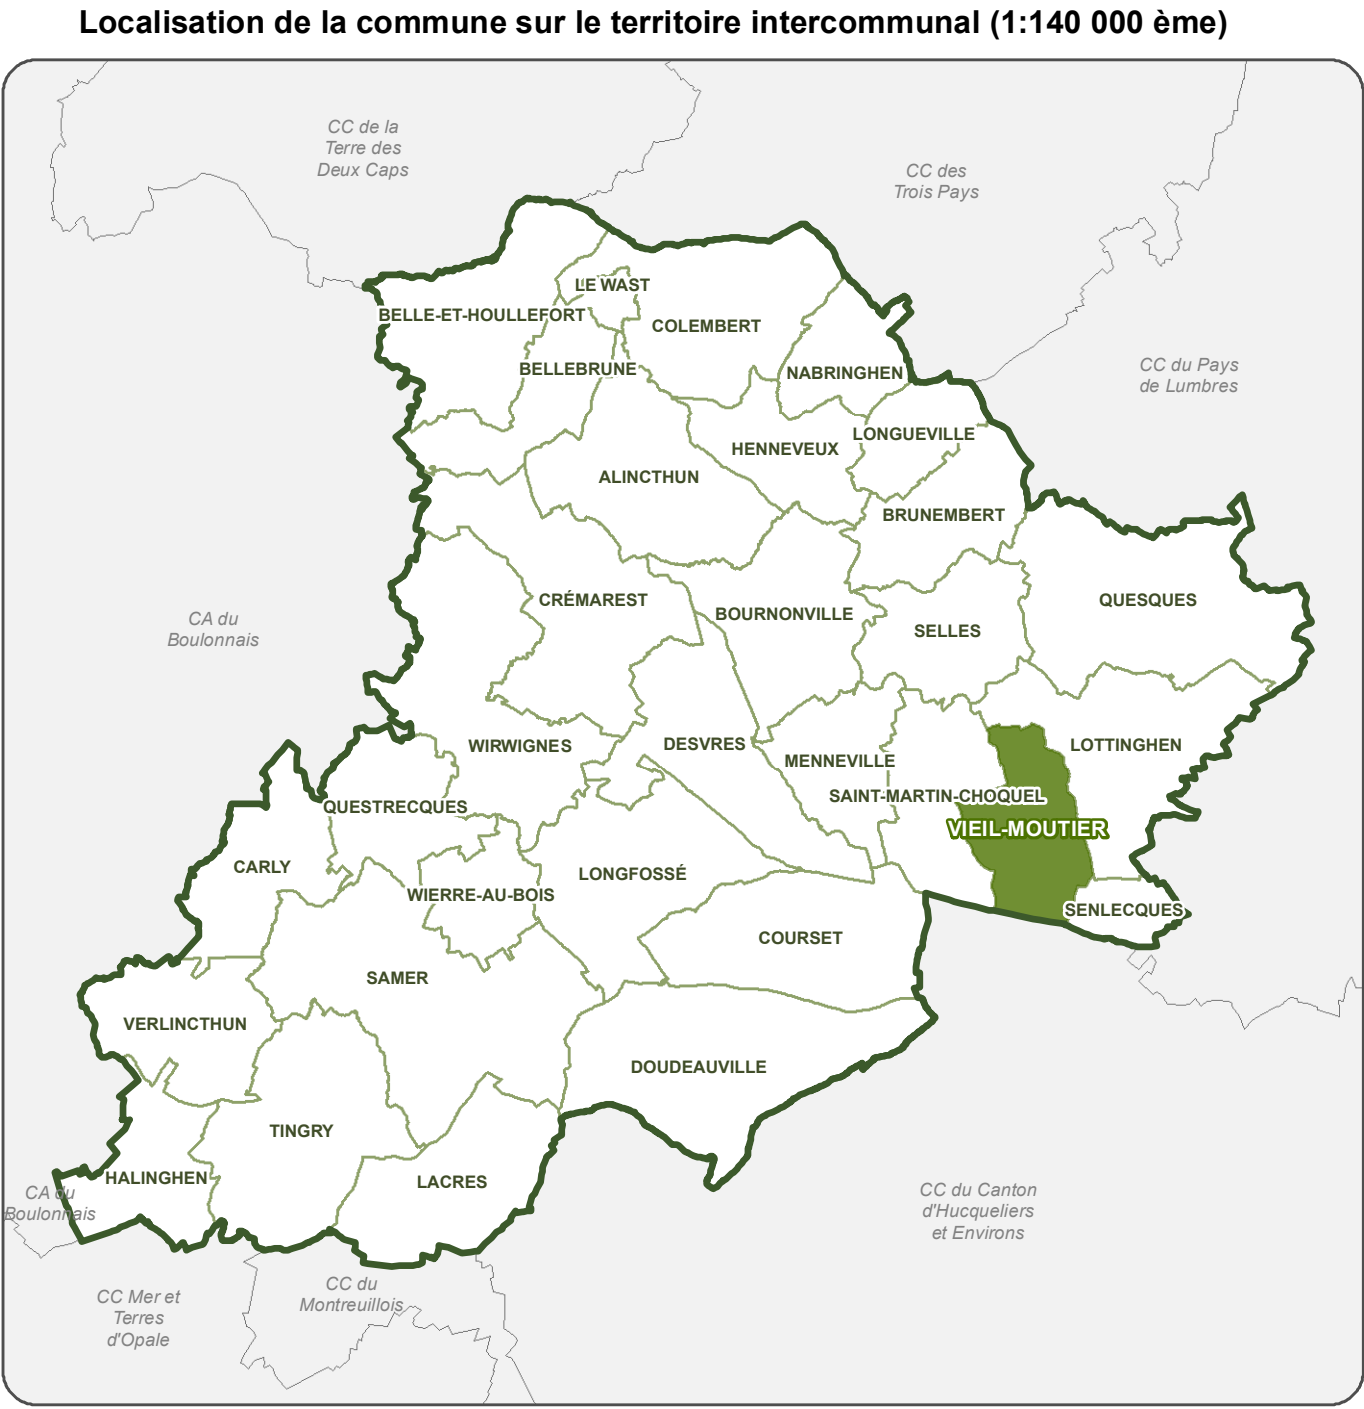 Localisation de la commune sur le territoire intercommunal (1:140 000 ème)
CC de la
Terre des
Deux Caps
CC des
Trois Pays
LE WAST
BELLE-ET-HOULLEFORT
COLEMBERT
BELLEBRUNE
NABRINGHEN
CC du Pays
de Lumbres
LONGUEVILLE
HENNEVEUX
ALINCTHUN
BRUNEMBERT
CRÉMAREST
QUESQUES
BOURNONVILLE
CA du
Boulonnais
SELLES
WIRWIGNES
DESVRES
LOTTINGHEN
MENNEVILLE
SAINT-MARTIN-CHOQUEL
QUESTRECQUES
VIEIL-MOUTIER
CARLY
LONGFOSSÉ
WIERRE-AU-BOIS
SENLECQUES
COURSET
SAMER
VERLINCTHUN
DOUDEAUVILLE
TINGRY
HALINGHEN
LACRES
CA du
Boulonnais
CC du Canton
d'Hucqueliers
et Environs
CC du
Montreuillois
CC Mer et
Terres
d'Opale